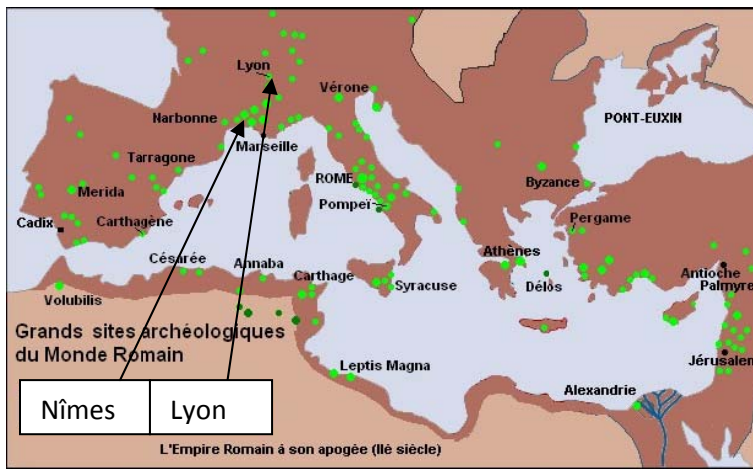 Lyon
Vérone
Narbonne
Marseille
PONT-EUXIN
Tarragone
ROME
Merida
Pompeï
Byzance
Cadix
Carthagène
Pergame
Césarée
Annaba
Athènes
Carthage
Antioche
Volubilis
Syracuse
Délos
Palmyre
Grands sites archéologiques
du Monde Romain
Jérusalem
Leptis Magna
Alexandrie
Nîmes
Lyon
L'Empire Romain á son apogée (IIé siècle)